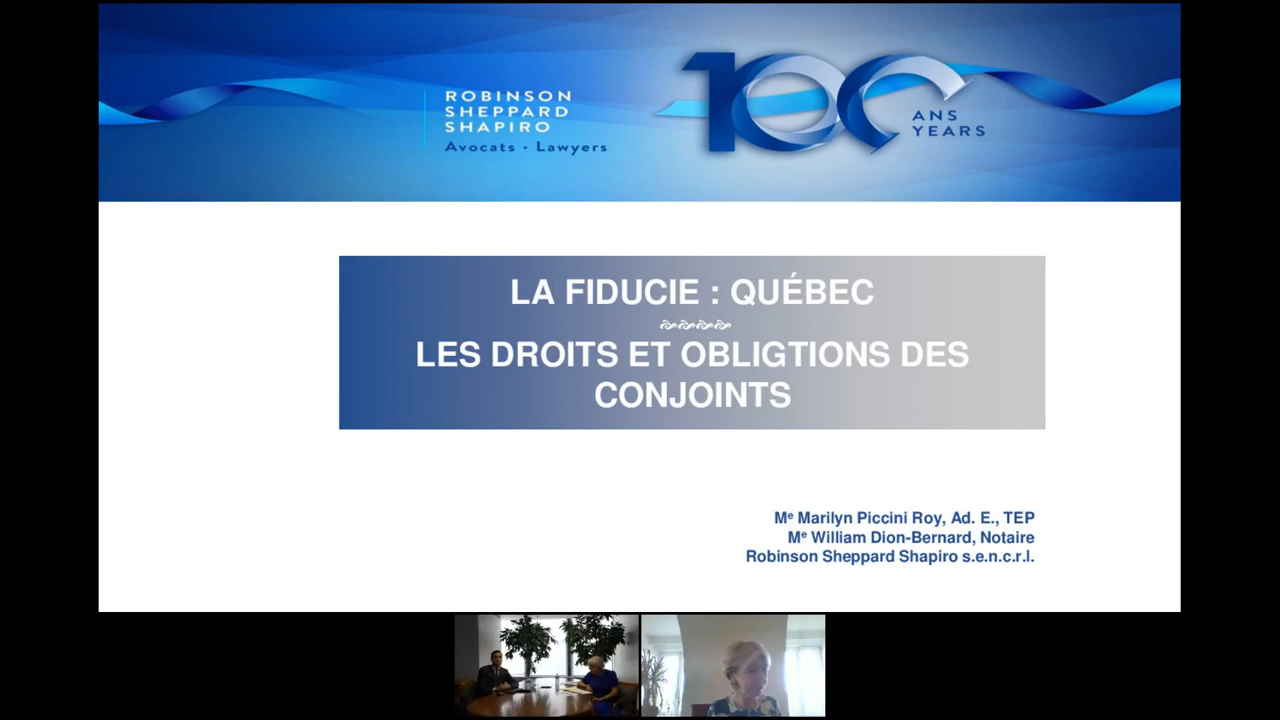 ROBINSON
SHEPPARD
SHAPIRO
Avocats • Lawyers
100
ANS
YEARS
LA FIDUCIE : QUÉBEC
LES DROITS ET OBLIGTIONS DES
CONJOINTS
Me Marilyn Piccini Roy, Ad. E., TEP
Me William Dion-Bernard, Notaire
Robinson Sheppard Shapiro s.e.n.c.r.l.